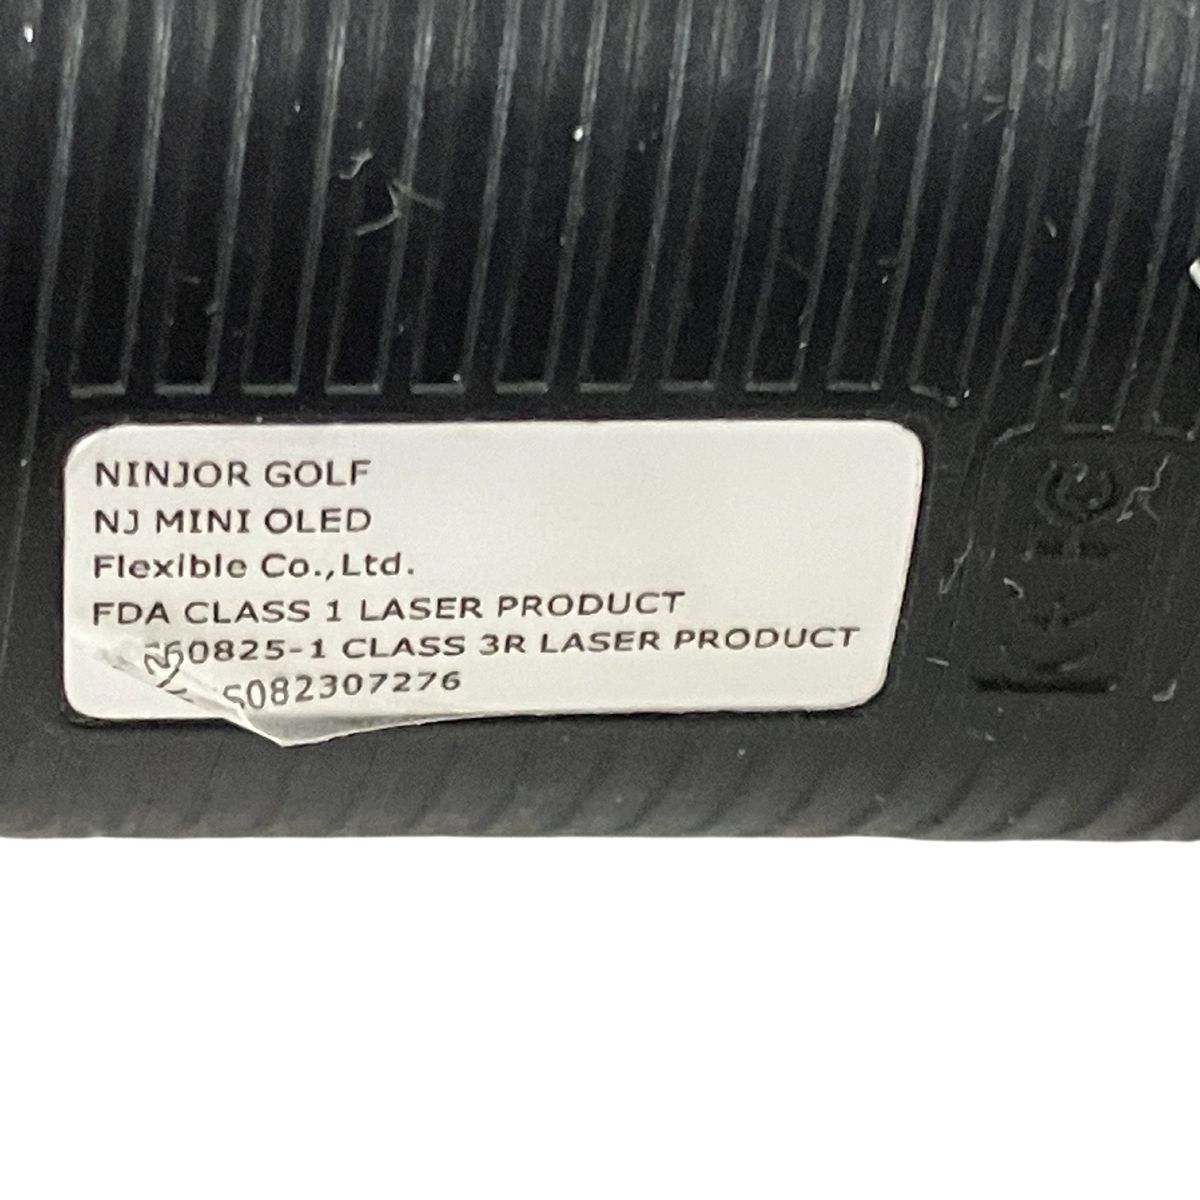 NINJOR GOLF
NJ MINI OLED
Flexible Co.,Ltd.
FDA CLASS 1 LASER PRODUCT
60825-1 CLASS 3R LASER PRODUCT
S082307276